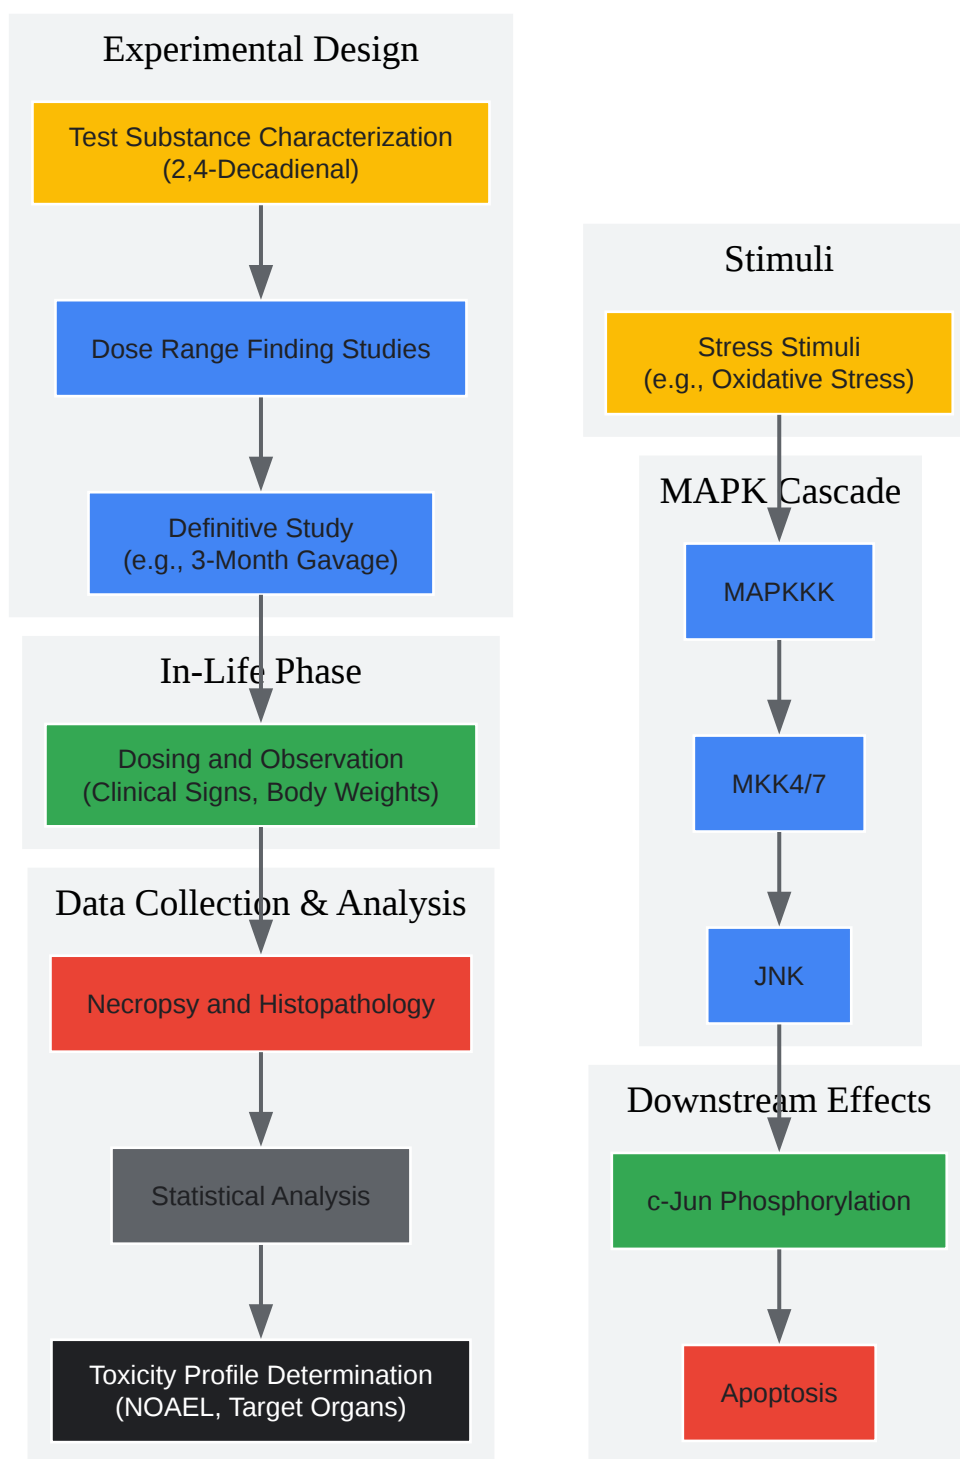 Experimental Design
Test Substance Characterization
(2,4-Decadienal)
Dose Range Finding Studies
Definitive Study
(e.g., 3-Month Gavage)
In-Life Phase
Dosing and Observation
(Clinical Signs, Body Weights)
Data Collection & Analysis
Necropsy and Histopathology
Statistical Analysis
Toxicity Profile Determination
(NOAEL, Target Organs)
Stimuli
Stress Stimuli
(e.g., Oxidative Stress)
MAPK Cascade
MAPKKK
MKK4/7
JNK
Downstream Effects
c-Jun Phosphorylation
Apoptosis